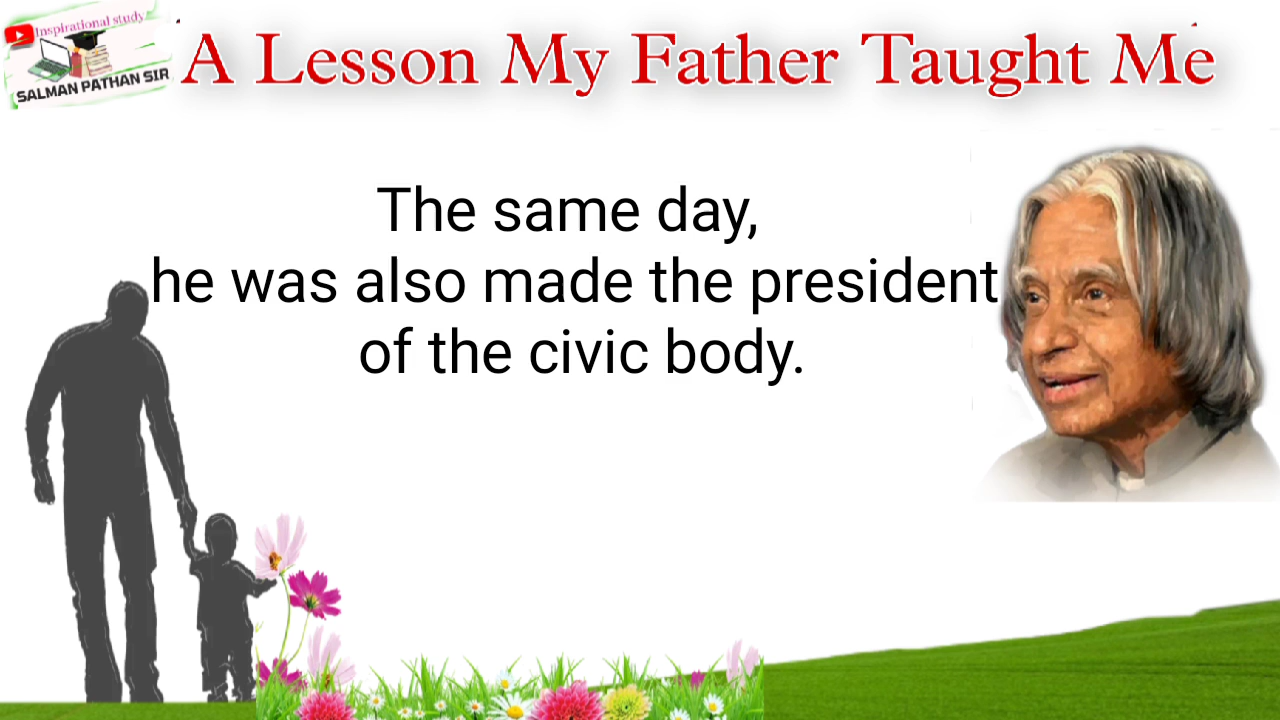 Inspirational study
SALMAN PATHAN SIR
A Lesson My Father Taught Me
The same day,
he was also made the president
of the civic body.